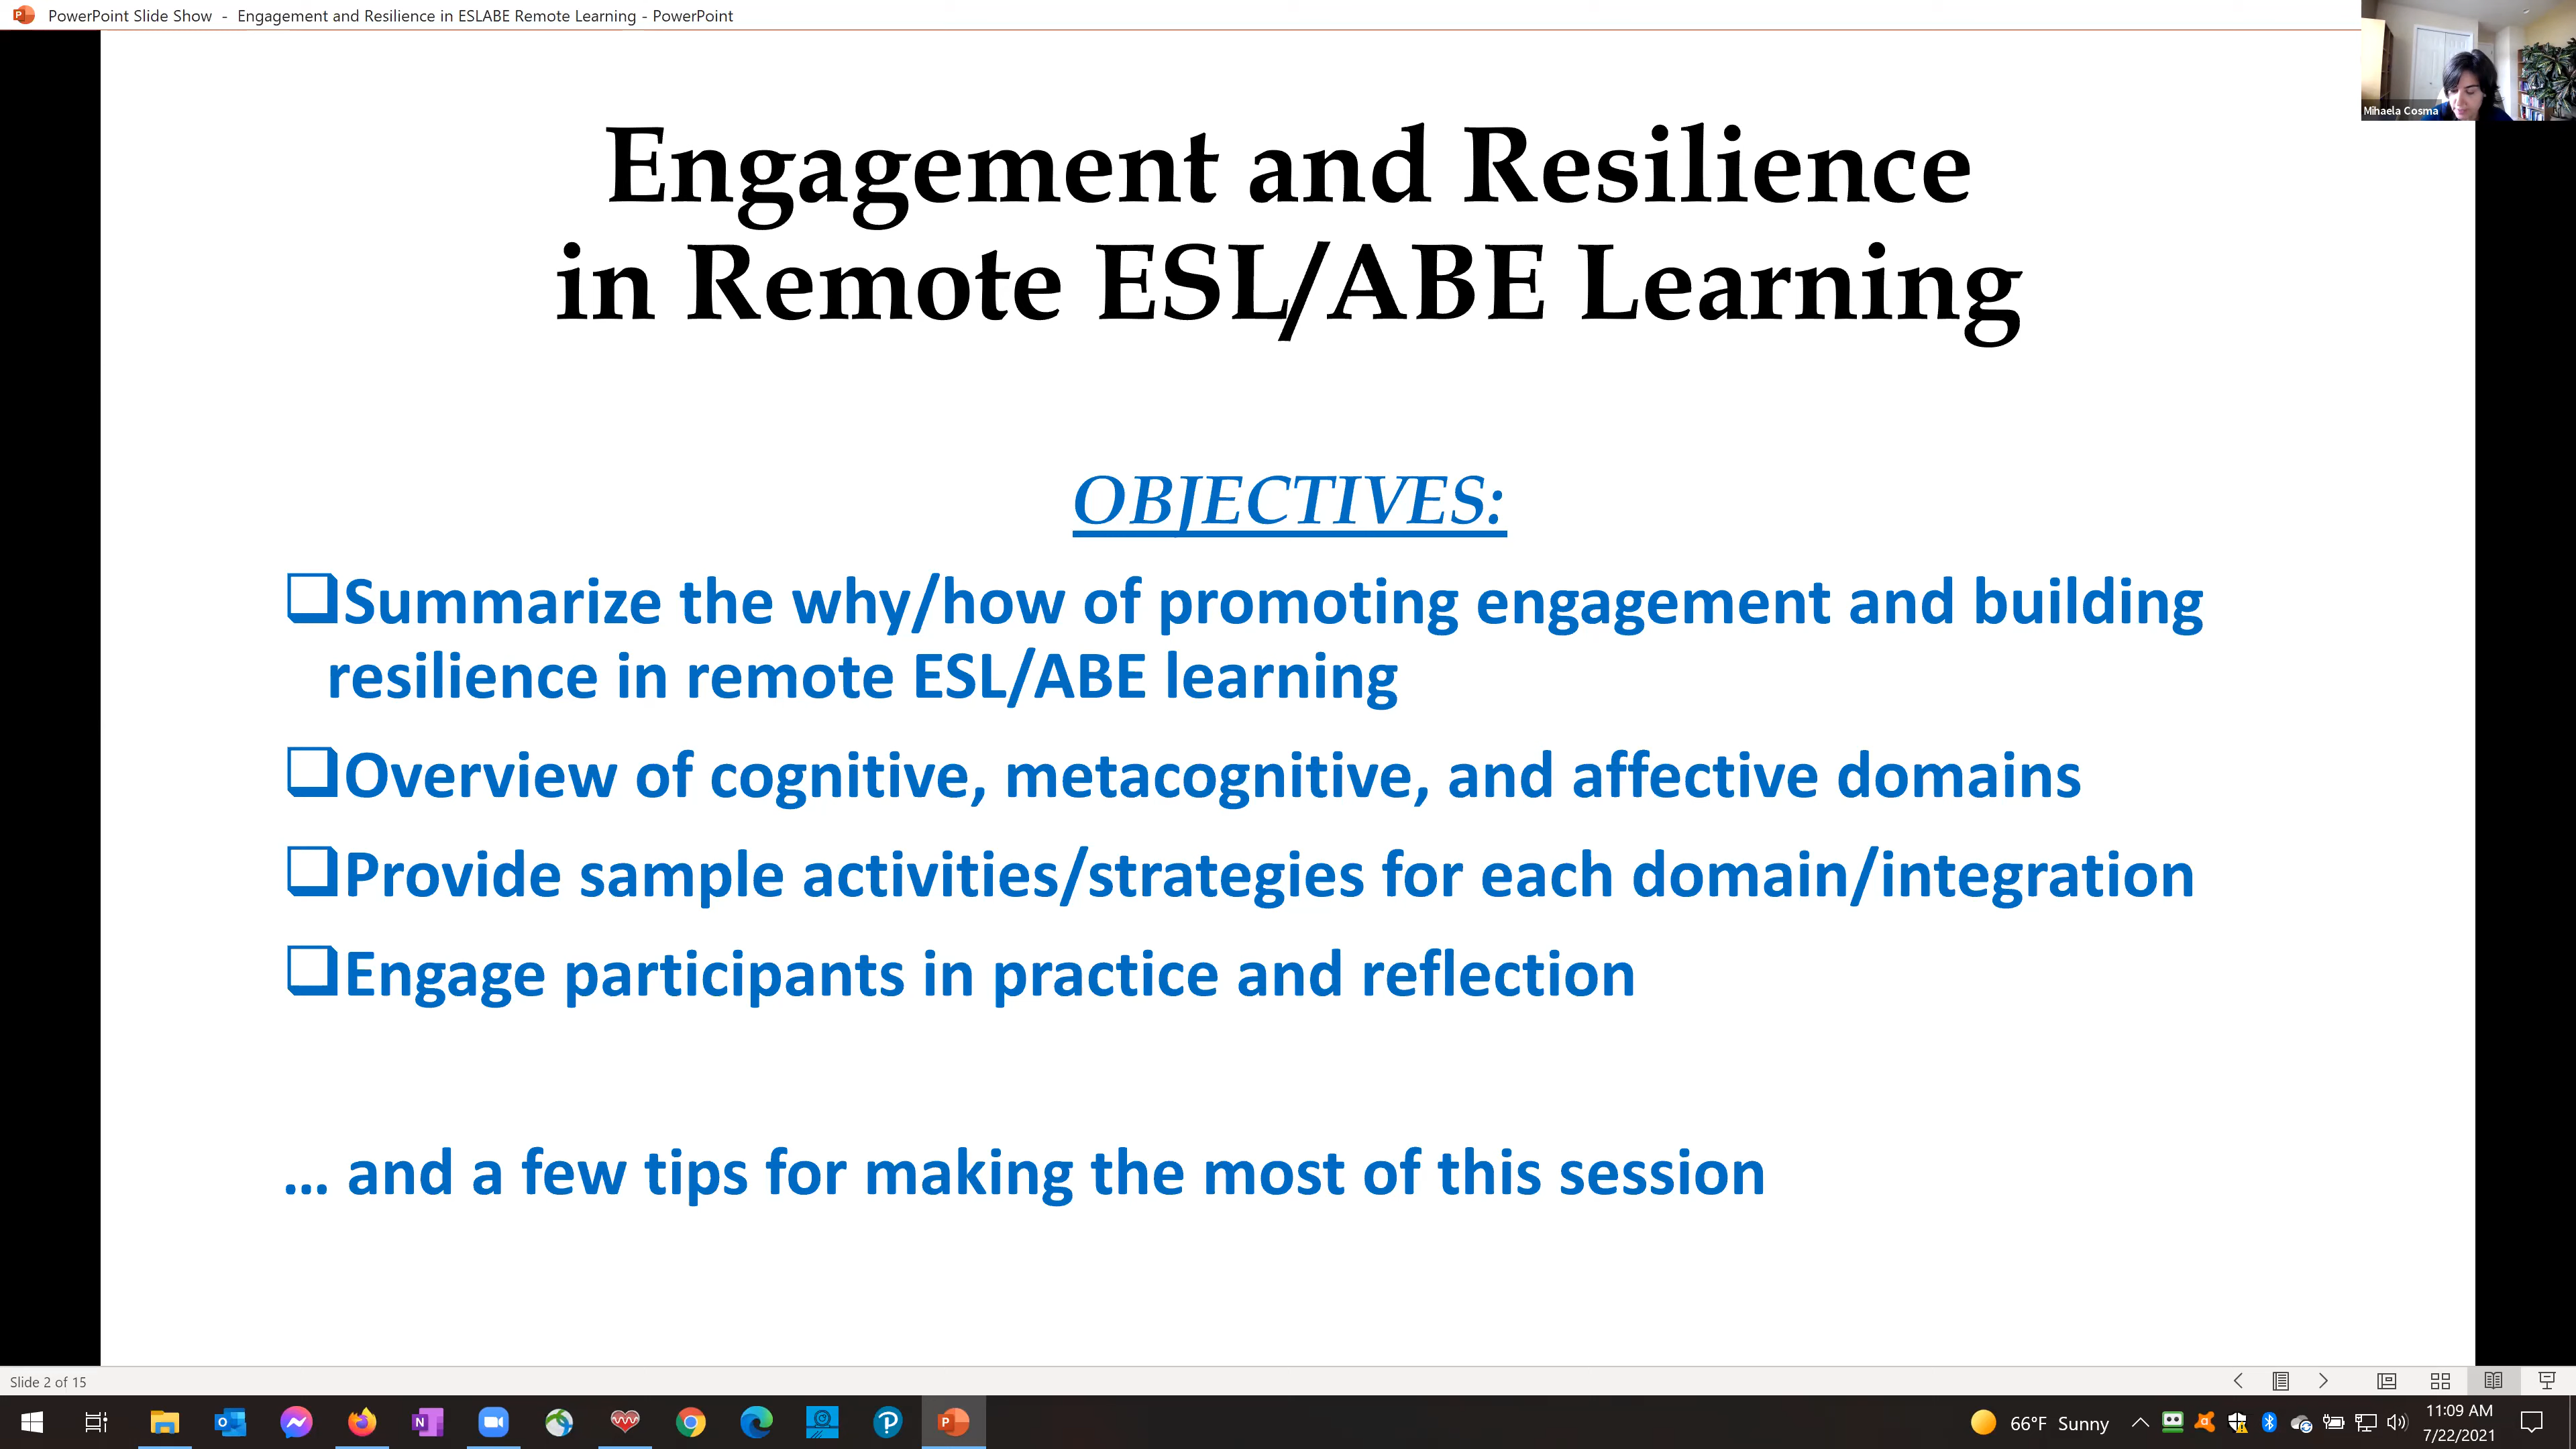 PowerPoint Slide Show - Engagement and Resilience in ESLABE Remote Learning - PowerPoint
Mihaela Cosma
Engagement and Resilience
in Remote ESL/ABE Learning
OBJECTIVES:
Summarize the why/how of promoting engagement and building
resilience in remote ESL/ABE learning
Overview of cognitive, metacognitive, and affective domains
Provide sample activities/strategies for each domain/integration
Engage participants in practice and reflection
... and a few tips for making the most of this session
Slide 2 of 15
66°F Sunny
11:09 AM
7/22/2021